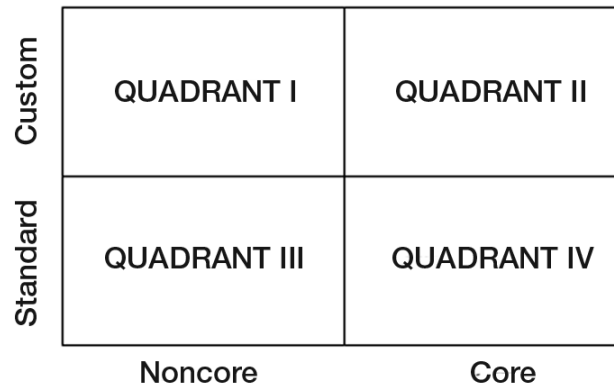 Custom
QUADRANT I
QUADRANT II
Standard
QUADRANT III
QUADRANT IV
Noncore
Core